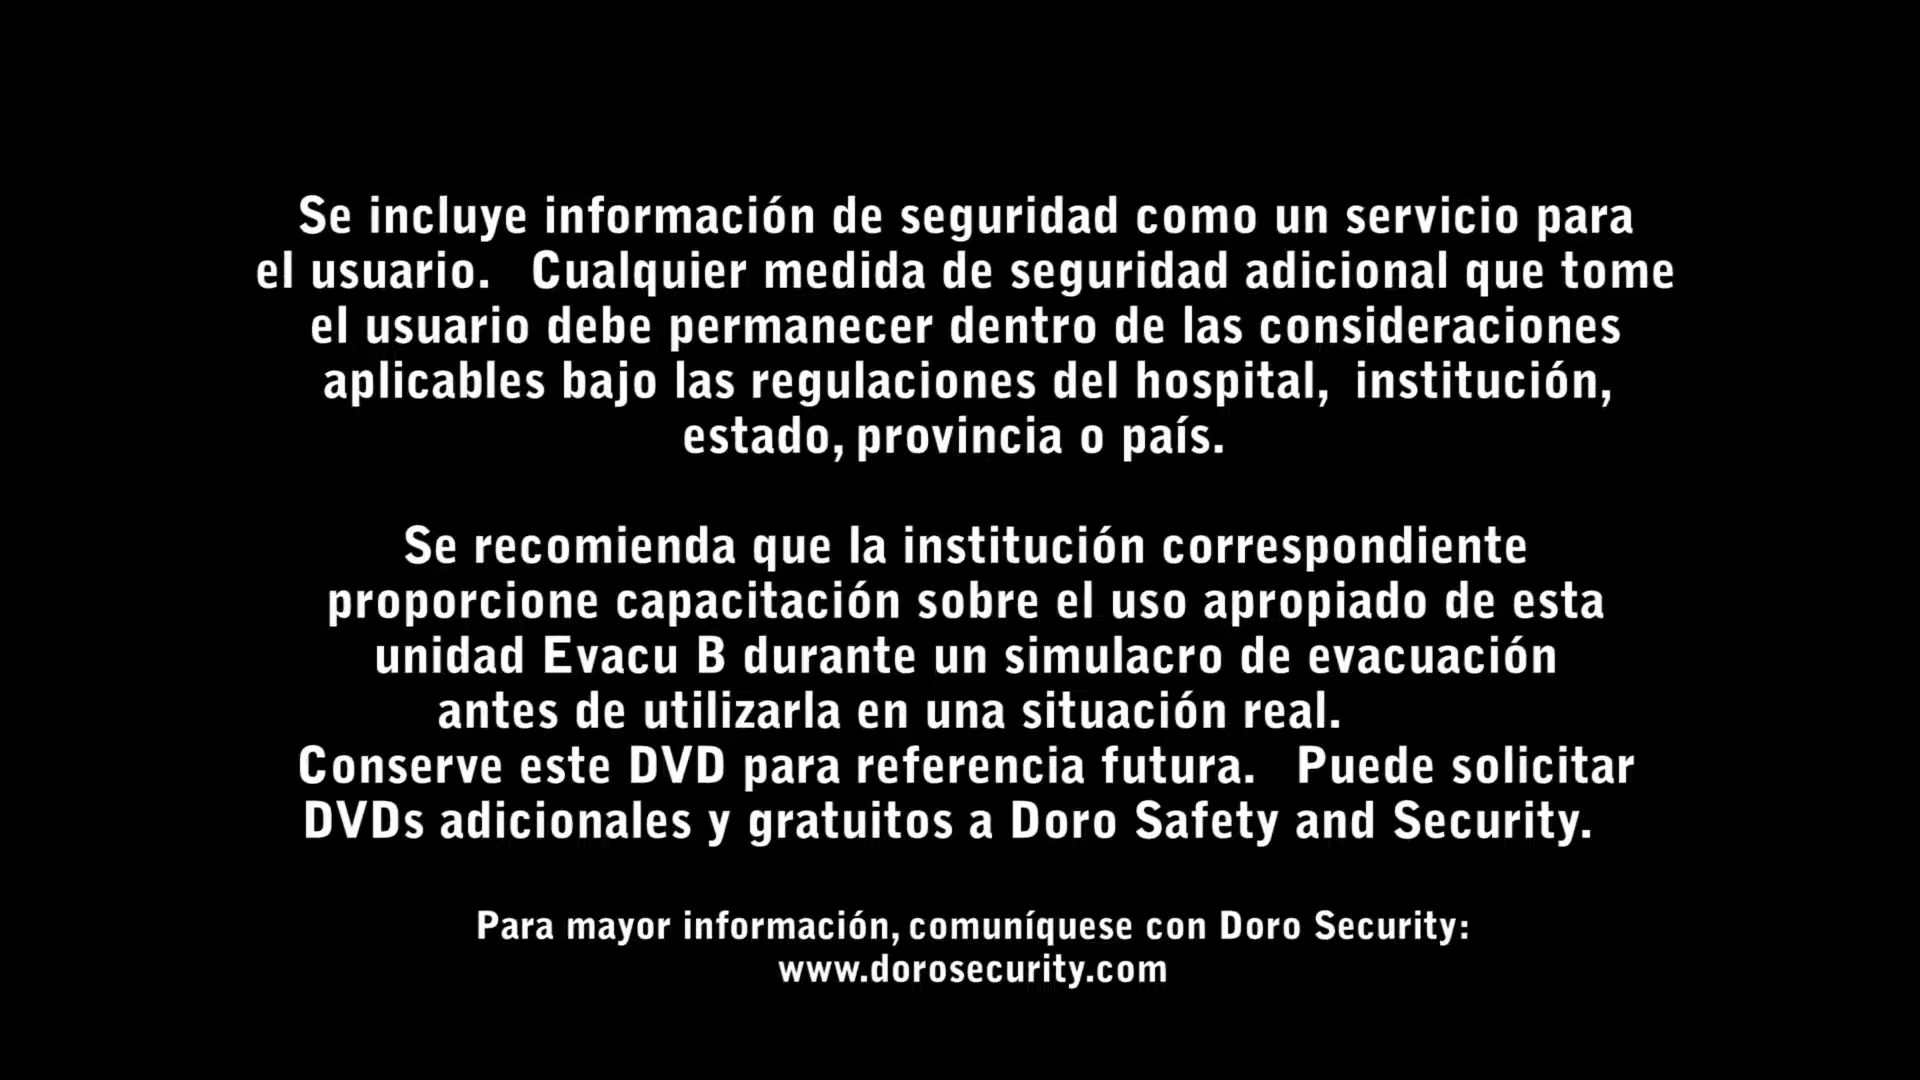 Se incluye información de seguridad como un servicio para
el usuario. Cualquier medida de seguridad adicional que tome
el usuario debe permanecer dentro de las consideraciones
aplicables bajo las regulaciones del hospital, institución,
estado, provincia o país.
Se recomienda que la institución correspondiente
proporcione capacitación sobre el uso apropiado de esta
unidad Evacu B durante un simulacro de evacuación
antes de utilizarla en una situación real.
Conserve este DVD para referencia futura. Puede solicitar
DVDs adicionales y gratuitos a Doro Safety and Security.
Para mayor información, comuníquese con Doro Security:
www.dorosecurity.com